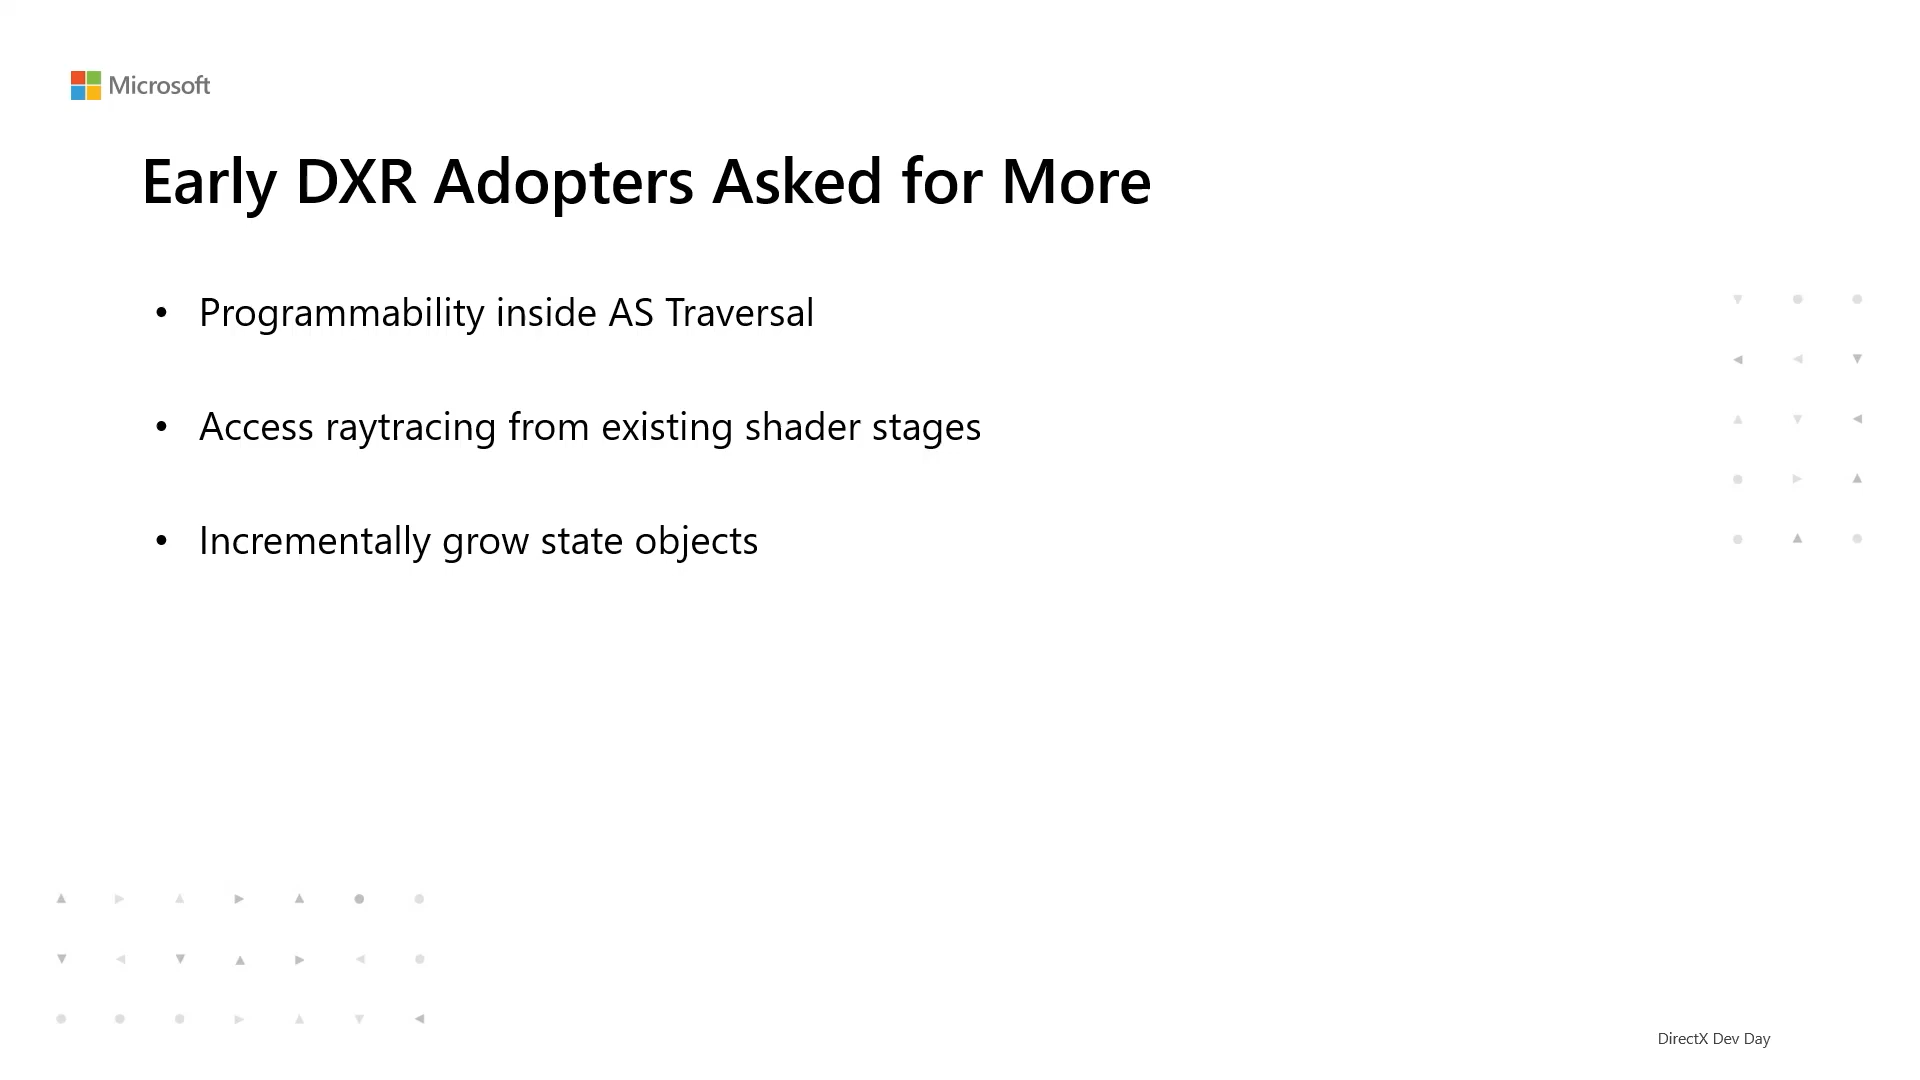 Microsoft
Early DXR Adopters Asked for More
• Programmability inside AS Traversal
• Access raytracing from existing shader stages
• Incrementally grow state objects
DirectX Dev Day